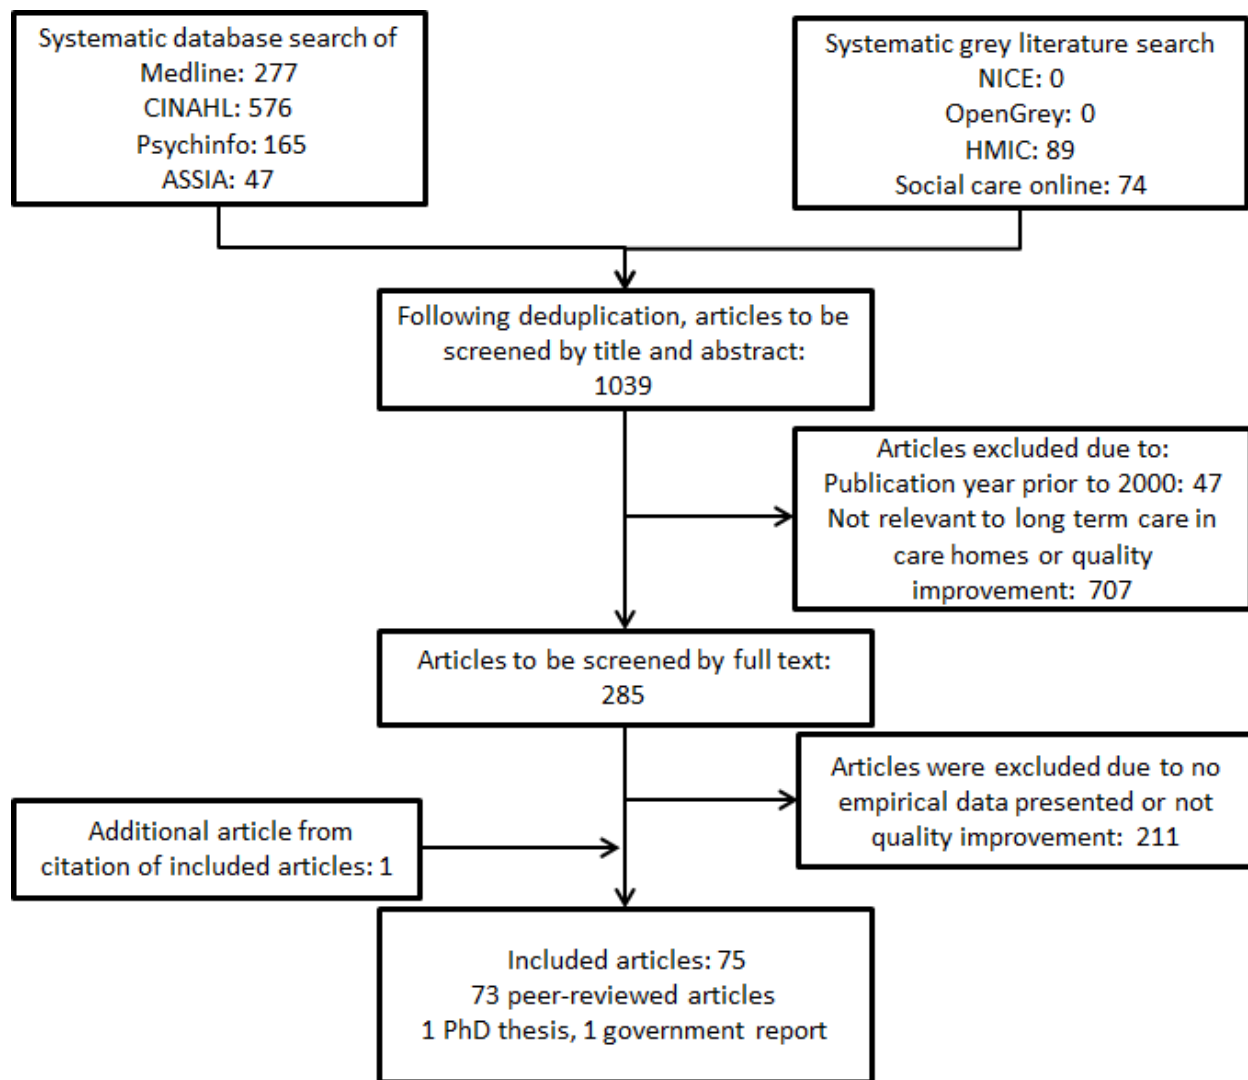 Systematic database search of
Medline: 277
CINAHL: 576
Psychinfo: 165
ASSIA: 47
Systematic grey literature search
NICE: 0
OpenGrey: 0
HMIC: 89
Social care online: 74
Following deduplication, articles to be
screened by title and abstract:
1039
Articles excluded due to:
Publication year prior to 2000: 47
Not relevant to long term care in
care homes or quality
improvement: 707
Articles to be screened by full text:
285
Articles were excluded due to no
empirical data presented or not
quality improvement: 211
Additional article from
citation of included articles: 1
Included articles: 75
73 peer-reviewed articles
1 PhD thesis, 1 government report